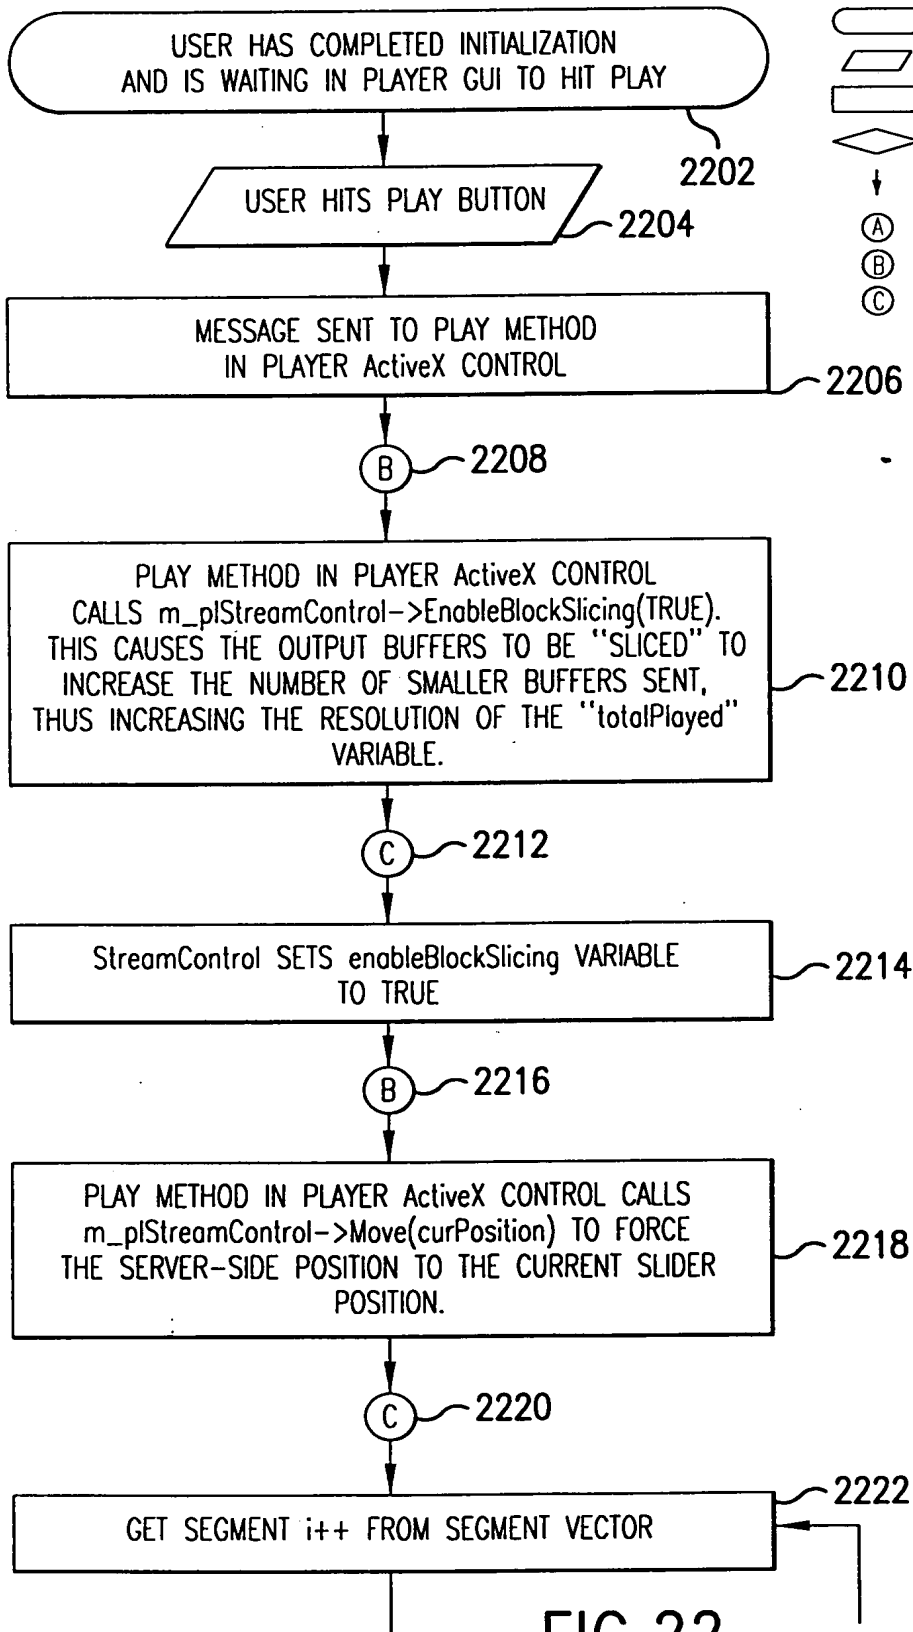 USER HAS COMPLETED INITIALIZATION
AND IS WAITING IN PLAYER GUI TO HIT PLAY
2202
USER HITS PLAY BUTTON
2204
A
B
C
MESSAGE SENT TO PLAY METHOD
IN PLAYER ActiveX CONTROL
2206
B
2208
PLAY METHOD IN PLAYER ActiveX CONTROL
CALLS m_plStreamControl->EnableBlockSlicing(TRUE).
THIS CAUSES THE OUTPUT BUFFERS TO BE "SLICED" TO
INCREASE THE NUMBER OF SMALLER BUFFERS SENT,
THUS INCREASING THE RESOLUTION OF THE "totalPlayed"
VARIABLE.
2210
C
2212
StreamControl SETS enableBlockSlicing VARIABLE
TO TRUE
2214
B
2216
PLAY METHOD IN PLAYER ActiveX CONTROL CALLS
m_plStreamControl->Move(curPosition) TO FORCE
THE SERVER-SIDE POSITION TO THE CURRENT SLIDER
POSITION.
2218
C
2220
GET SEGMENT i++ FROM SEGMENT VECTOR
2222
FIG.22